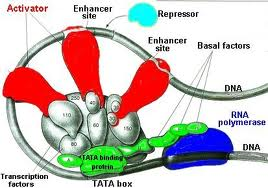 Activator
Enhancer
site
Repressor
Enhancer
site
Basal factors
DNA
RNA
polymerase
DNA
250
40
60
110
30
80
150
TATA binding
protein
Transcription
factors
TATA box